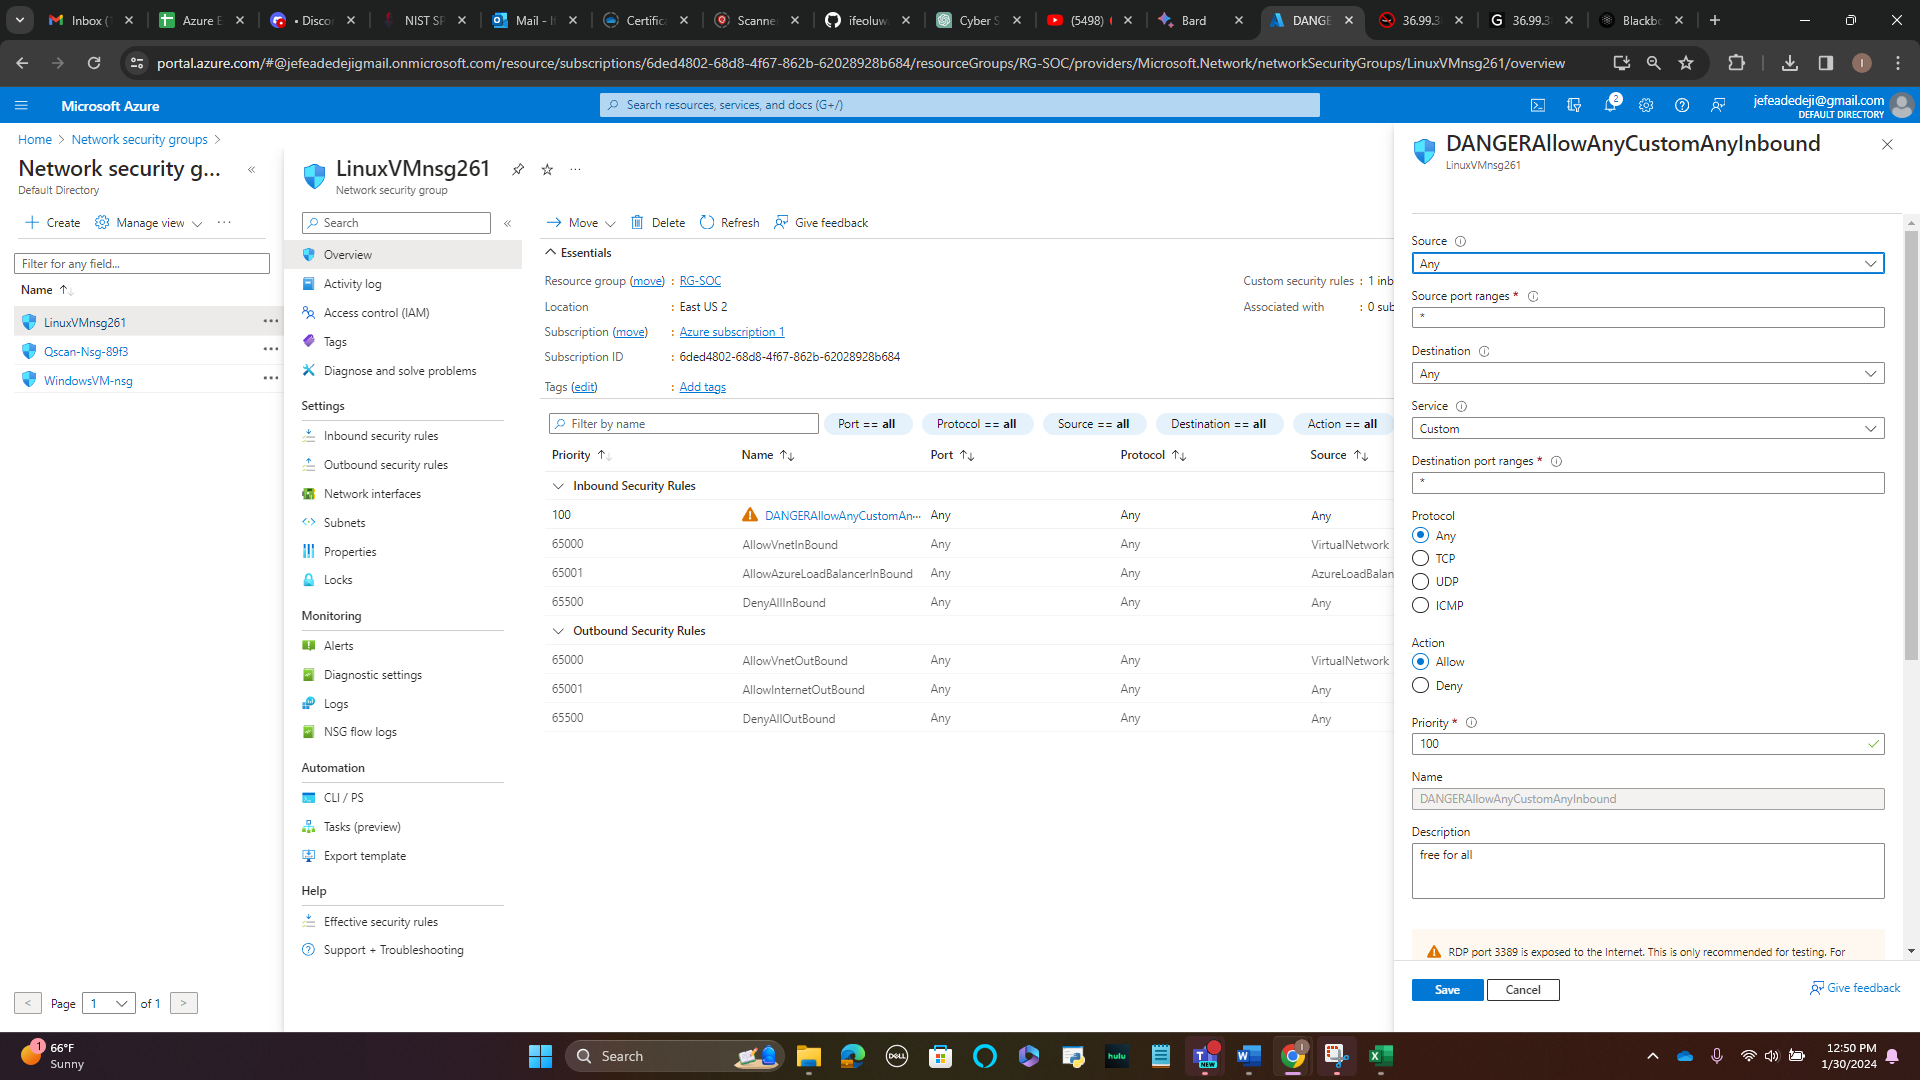 Inbox (
Azure E
• Discor
NIST SP
Mail - If
Certifica
Scanner
ifeoluwa
Cyber S
(5498)
Bard
DANGE
36.99.3
36.99.3
Blackbo
portal.azure.com/#@jefeadedejigmail.onmicrosoft.com/resource/subscriptions/6ded4802-68d8-4f67-862b-62028928b684/resourceGroups/RG-SOC/providers/Microsoft.Network/networkSecurityGroups/LinuxVMnsg261/overview
Microsoft Azure
Search resources, services, and docs (G+/)
2
jefeadedeji@gmail.com
DEFAULT DIRECTORY
Home > Network security groups >
Network security g...
Default Directory
Create
Manage view
Filter for any field...
Name
LinuxVMnsg261
Qscan-Nsg-89f3
WindowsVM-nsg
< Page 1 of 1 >
LinuxVMnsg261
Network security group
Search
Overview
Activity log
Access control (IAM)
Tags
Diagnose and solve problems
Settings
Inbound security rules
Outbound security rules
Network interfaces
Subnets
Properties
Locks
Monitoring
Alerts
Diagnostic settings
Logs
NSG flow logs
Automation
CLI / PS
Tasks (preview)
Export template
Help
Effective security rules
Support + Troubleshooting
Move
Delete
Refresh
Give feedback
Essentials
Resource group (move) : RG-SOC
Location : East US 2
Subscription (move) : Azure subscription 1
Subscription ID : 6ded4802-68d8-4f67-862b-62028928b684
Tags (edit) : Add tags
Custom security rules : 1 inb
Associated with : 0 sub
Filter by name
Port == all
Protocol == all
Source == all
Destination == all
Action == all
Priority Name Port Protocol Source
Inbound Security Rules
100 DANGERAllowAnyCustomAn... Any Any Any
65000 AllowVnetInBound Any Any VirtualNetwork
65001 AllowAzureLoadBalancerInBound Any Any AzureLoadBalan
65500 DenyAllInBound Any Any Any
Outbound Security Rules
65000 AllowVnetOutBound Any Any VirtualNetwork
65001 AllowInternetOutBound Any Any Any
65500 DenyAllOutBound Any Any Any
DANGERAllowAnyCustomAnyInbound
LinuxVMnsg261
Source
Any
Source port ranges *
*
Destination
Any
Service
Custom
Destination port ranges *
*
Protocol
Any
TCP
UDP
ICMP
Action
Allow
Deny
Priority *
100
Name
DANGERAllowAnyCustomAnyInbound
Description
free for all
RDP port 3389 is exposed to the Internet. This is only recommended for testing. For
Save
Cancel
Give feedback
1
66°F
Sunny
Search
DELL
hulu
NEW
12:50 PM
1/30/2024